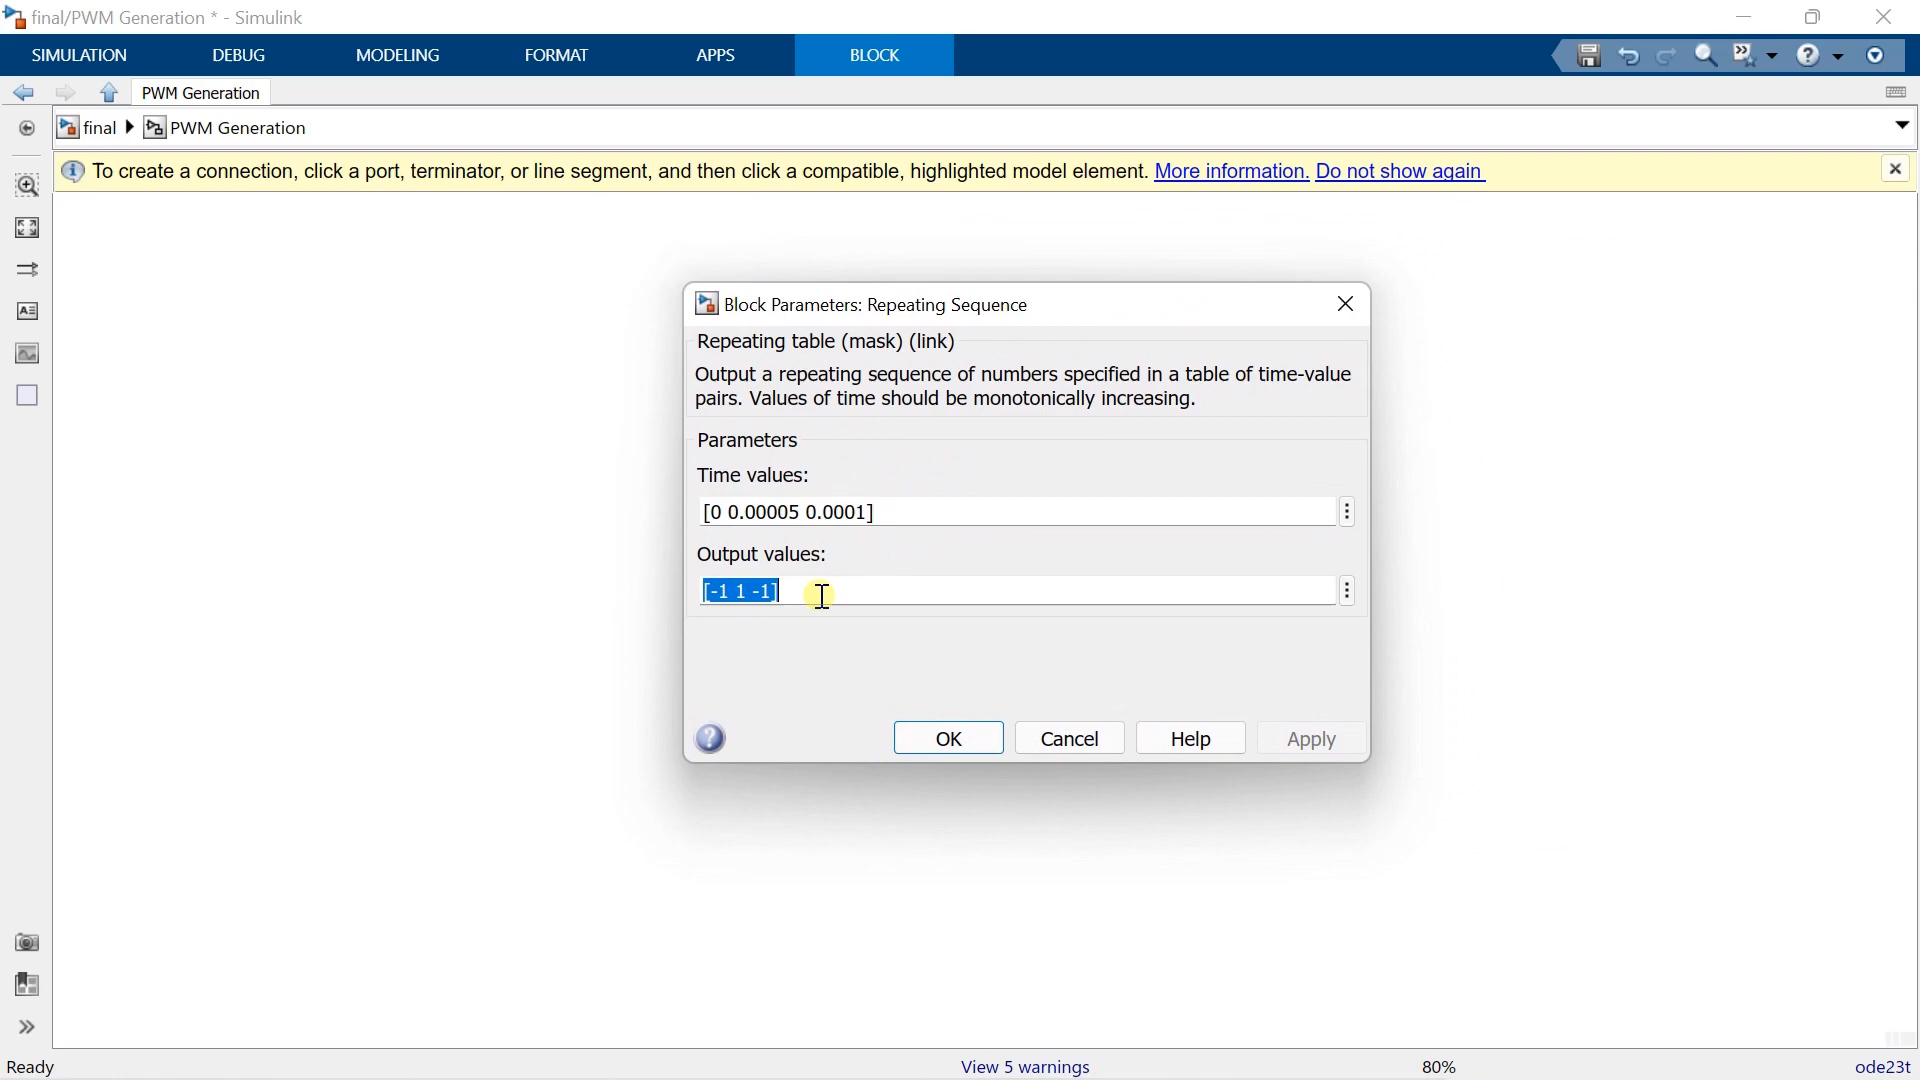 final/PWM Generation * - Simulink
SIMULATION DEBUG MODELING FORMAT APPS BLOCK
PWM Generation
final PWM Generation
To create a connection, click a port, terminator, or line segment, and then click a compatible, highlighted model element. More information. Do not show again.
Block Parameters: Repeating Sequence
Repeating table (mask) (link)
Output a repeating sequence of numbers specified in a table of time-value
pairs. Values of time should be monotonically increasing.
Parameters
Time values:
[0 0.00005 0.0001]
Output values:
[-1 1 -1]
OK Cancel Help Apply
Ready View 5 warnings 80% ode23t